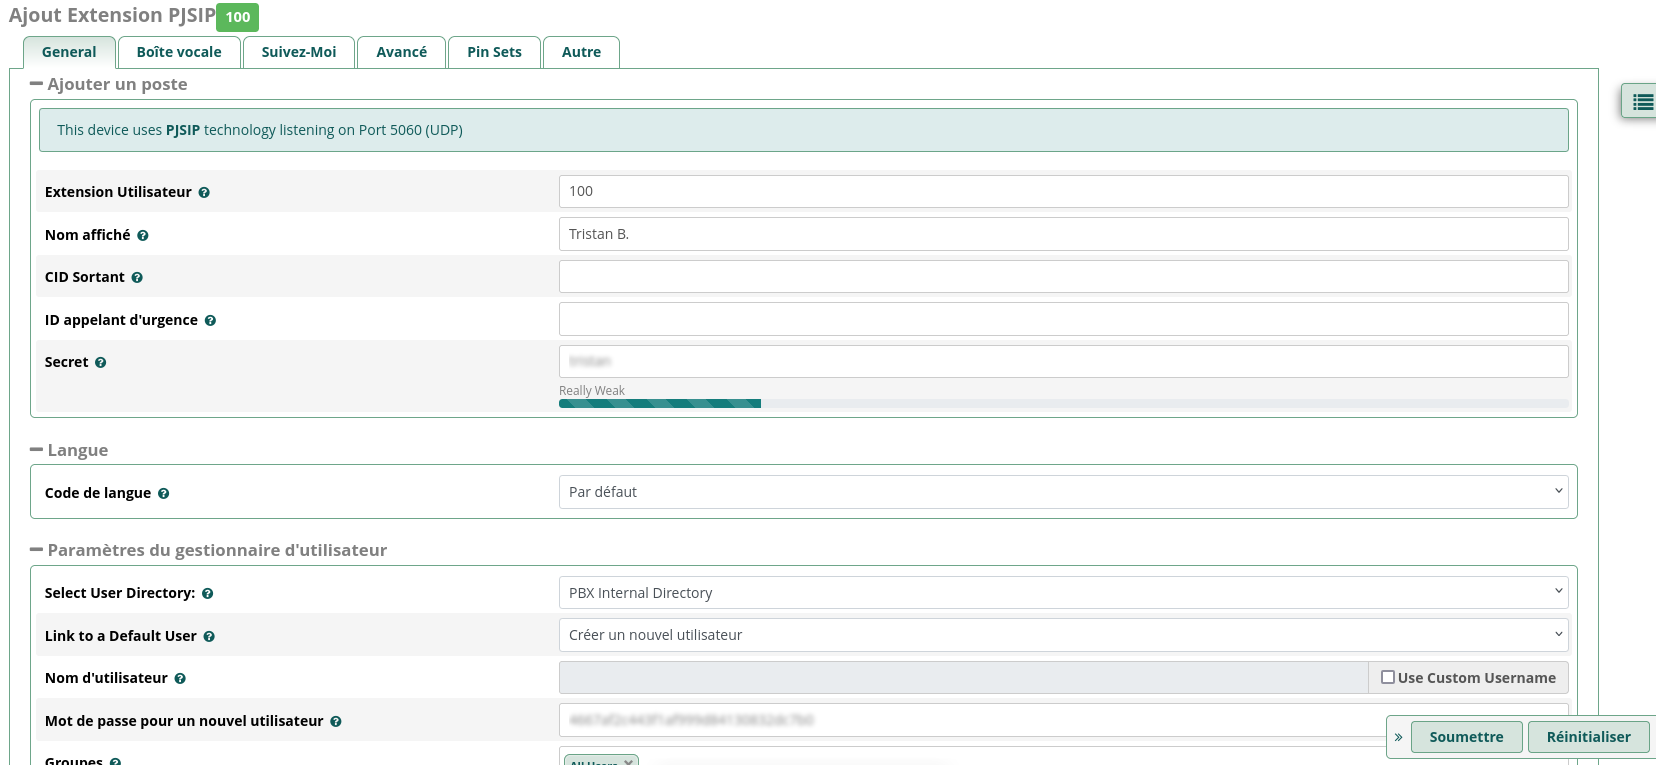 Ajout Extension PJSIP 100
General Boîte vocale Suivez-Moi Avancé Pin Sets Autre
Ajouter un poste
This device uses PJSIP technology listening on Port 5060 (UDP)
Extension Utilisateur 100
Nom affiché Tristan B.
CID Sortant
ID appelant d'urgence
Secret
Really Weak
Langue
Code de langue Par défaut
Paramètres du gestionnaire d'utilisateur
Select User Directory: PBX Internal Directory
Link to a Default User Créer un nouvel utilisateur
Nom d'utilisateur Use Custom Username
Mot de passe pour un nouvel utilisateur
» Soumettre Réinitialiser
Groupes All Users